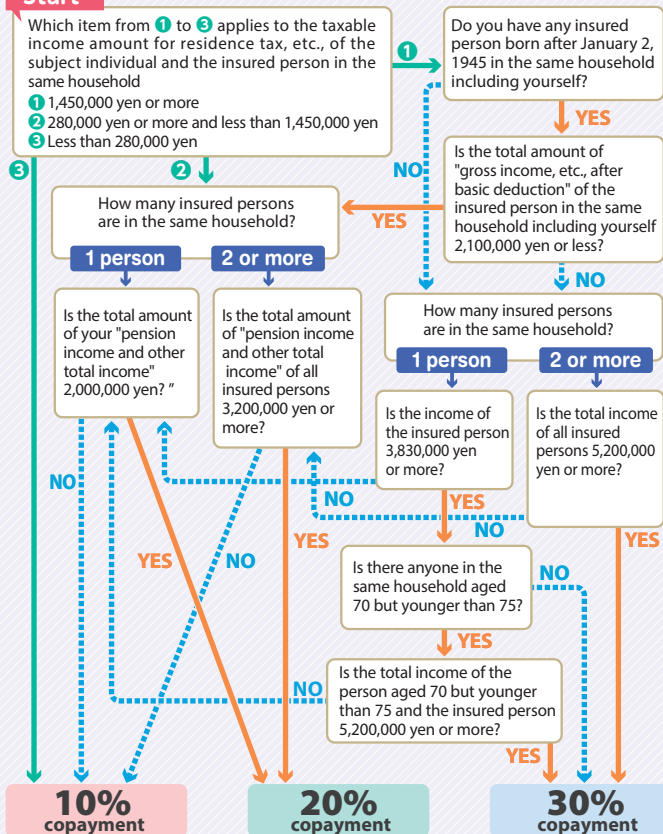 Start
Which item from ❶ to ❸ applies to the taxable
income amount for residence tax, etc., of the
subject individual and the insured person in the
same household
❶ 1,450,000 yen or more
❷ 280,000 yen or more and less than 1,450,000 yen
❸ Less than 280,000 yen
❶
Do you have any insured
person born after January 2,
1945 in the same household
including yourself?
YES
NO
❸
❷
Is the total amount of
"gross income, etc., after
basic deduction" of the
insured person in the same
household including yourself
2,100,000 yen or less?
YES
NO
How many insured persons
are in the same household?
1 person
2 or more
Is the total amount
of your "pension
income and other
total income"
2,000,000 yen? "
Is the total amount
of "pension income
and other total
income" of all
insured persons
3,200,000 yen or
more?
How many insured persons
are in the same household?
1 person
2 or more
Is the income of
the insured person
3,830,000 yen
or more?
Is the total income
of all insured
persons 5,200,000
yen or more?
NO
NO
YES
NO
YES
NO
YES
YES
Is there anyone in the
same household aged
70 but younger than 75?
NO
YES
Is the total income of the
person aged 70 but younger
than 75 and the insured person
5,200,000 yen or more?
NO
YES
10%
copayment
20%
copayment
30%
copayment